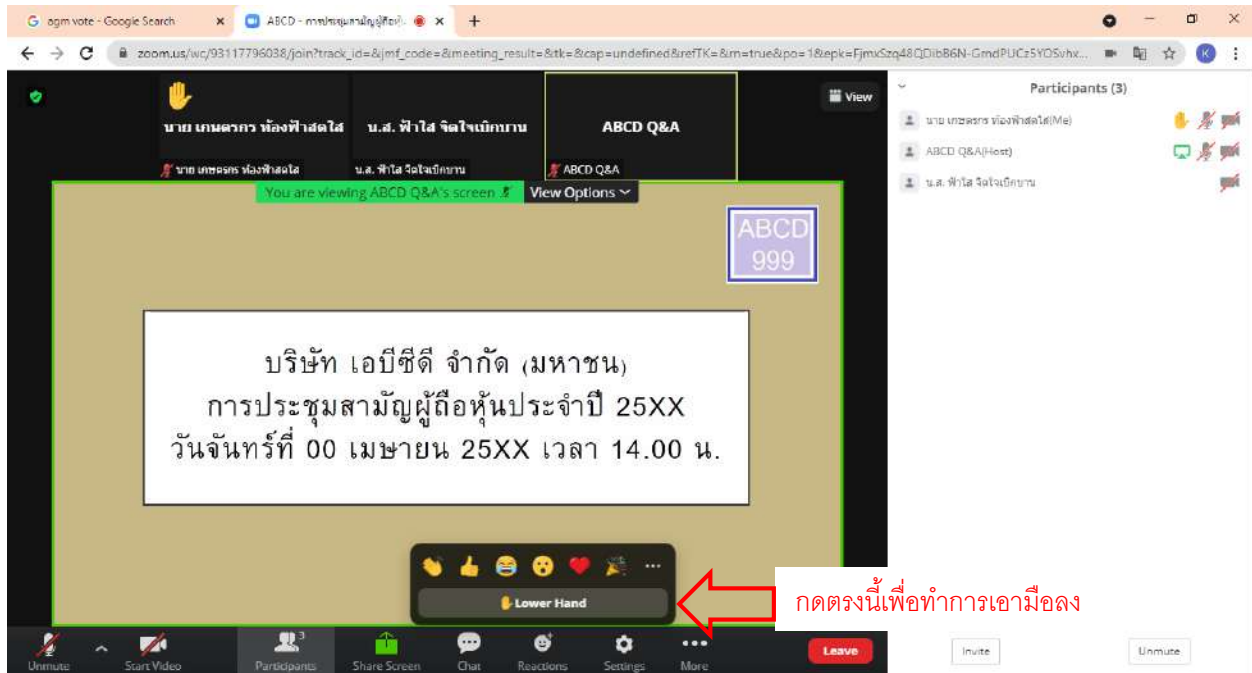 agm vote - Google Search
ABCD - การประชุมสามัญผู้ถือหุ้
zoom.us/wc/93117796038/join?track_id=&jmf_code=&meeting_result=&tk=&cap=undefined&refTK=&rn=true&po=1&epk=
K
นาย เกษตรกร ท้องฟ้าสดใส
น.ส. ฟ้าใส จิตใจเบิกบาน
ABCD Q&A
View
นาย เกษตรกร ท้องฟ้าสดใส
น.ส. ฟ้าใส จิตใจเบิกบาน
ABCD Q&A
You are viewing ABCD Q&A's screen
View Options
Participants (3)
นาย เกษตรกร ท้องฟ้าสดใส(Me)
ABCD Q&A(Host)
น.ส. ฟ้าใส จิตใจเบิกบาน
ABCD
999
บริษัท เอบีซีดี จำกัด (มหาชน)
การประชุมสามัญผู้ถือหุ้นประจำปี 25XX
วันจันทร์ที่ 00 เมษายน 25XX เวลา 14.00 น.
Lower Hand
กดตรงนี้เพื่อทำการเอามือลง
Unmute
Start Video
3
Participants
Share Screen
Chat
Reactions
Settings
More
Leave
Invite
Unmute